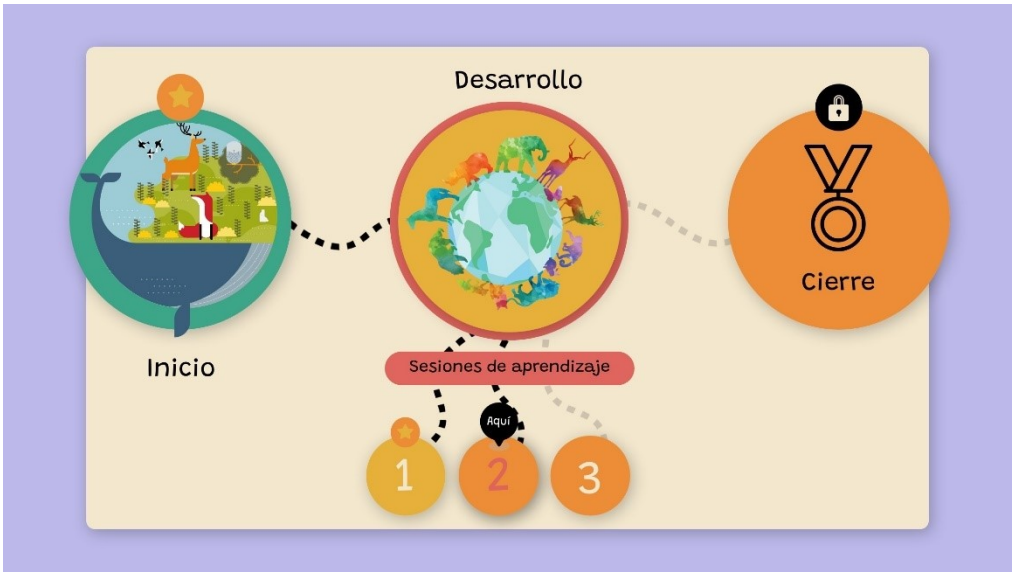 Desarrollo
Inicio
Cierre
Sesiones de aprendizaje
Aquí
1
2
3